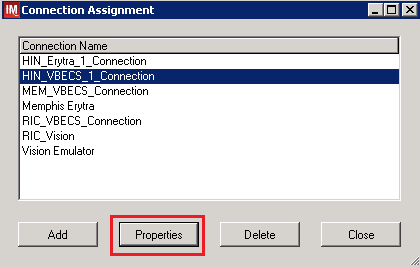 IM Connection Assignment
Connection Name
HIN_Erytra_1_Connection
HIN_VBECS_1_Connection
MEM_VBECS_Connection
Memphis Erytra
RIC_VBECS_Connection
RIC_Vision
Vision Emulator
Add Properties Delete Close